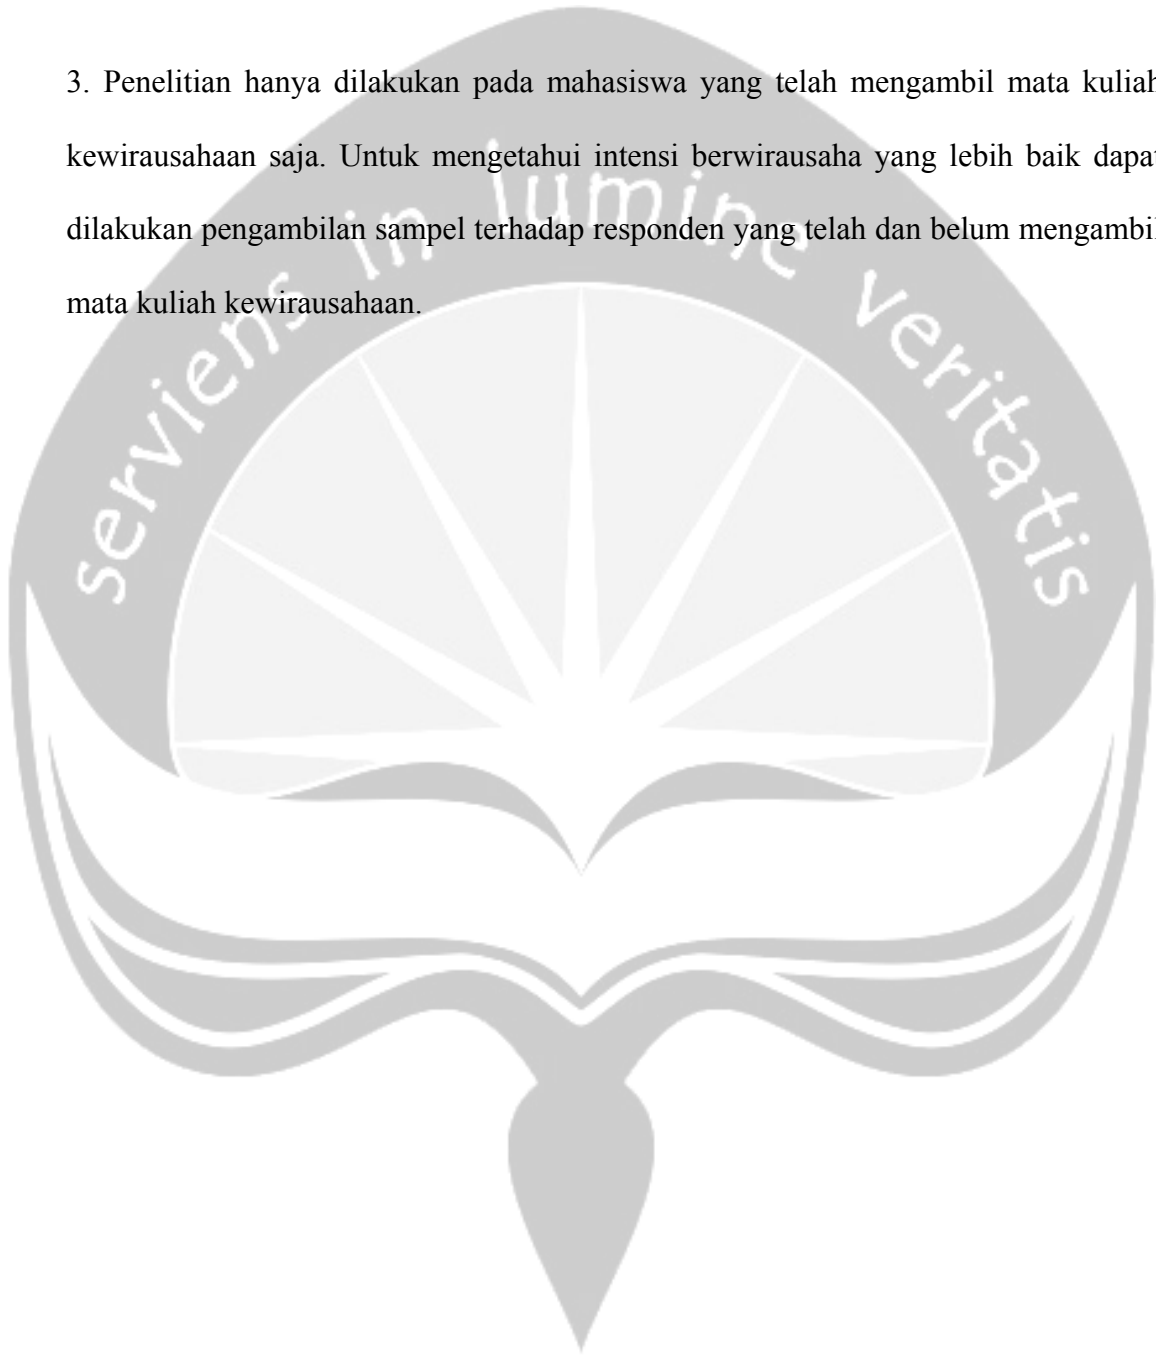 3. Penelitian hanya dilakukan pada mahasiswa yang telah mengambil mata kuliah
kewirausahaan saja. Untuk mengetahui intensi berwirausaha yang lebih baik dapat
dilakukan pengambilan sampel terhadap responden yang telah dan belum mengambil
mata kuliah kewirausahaan.
serviens in lumine veritatis